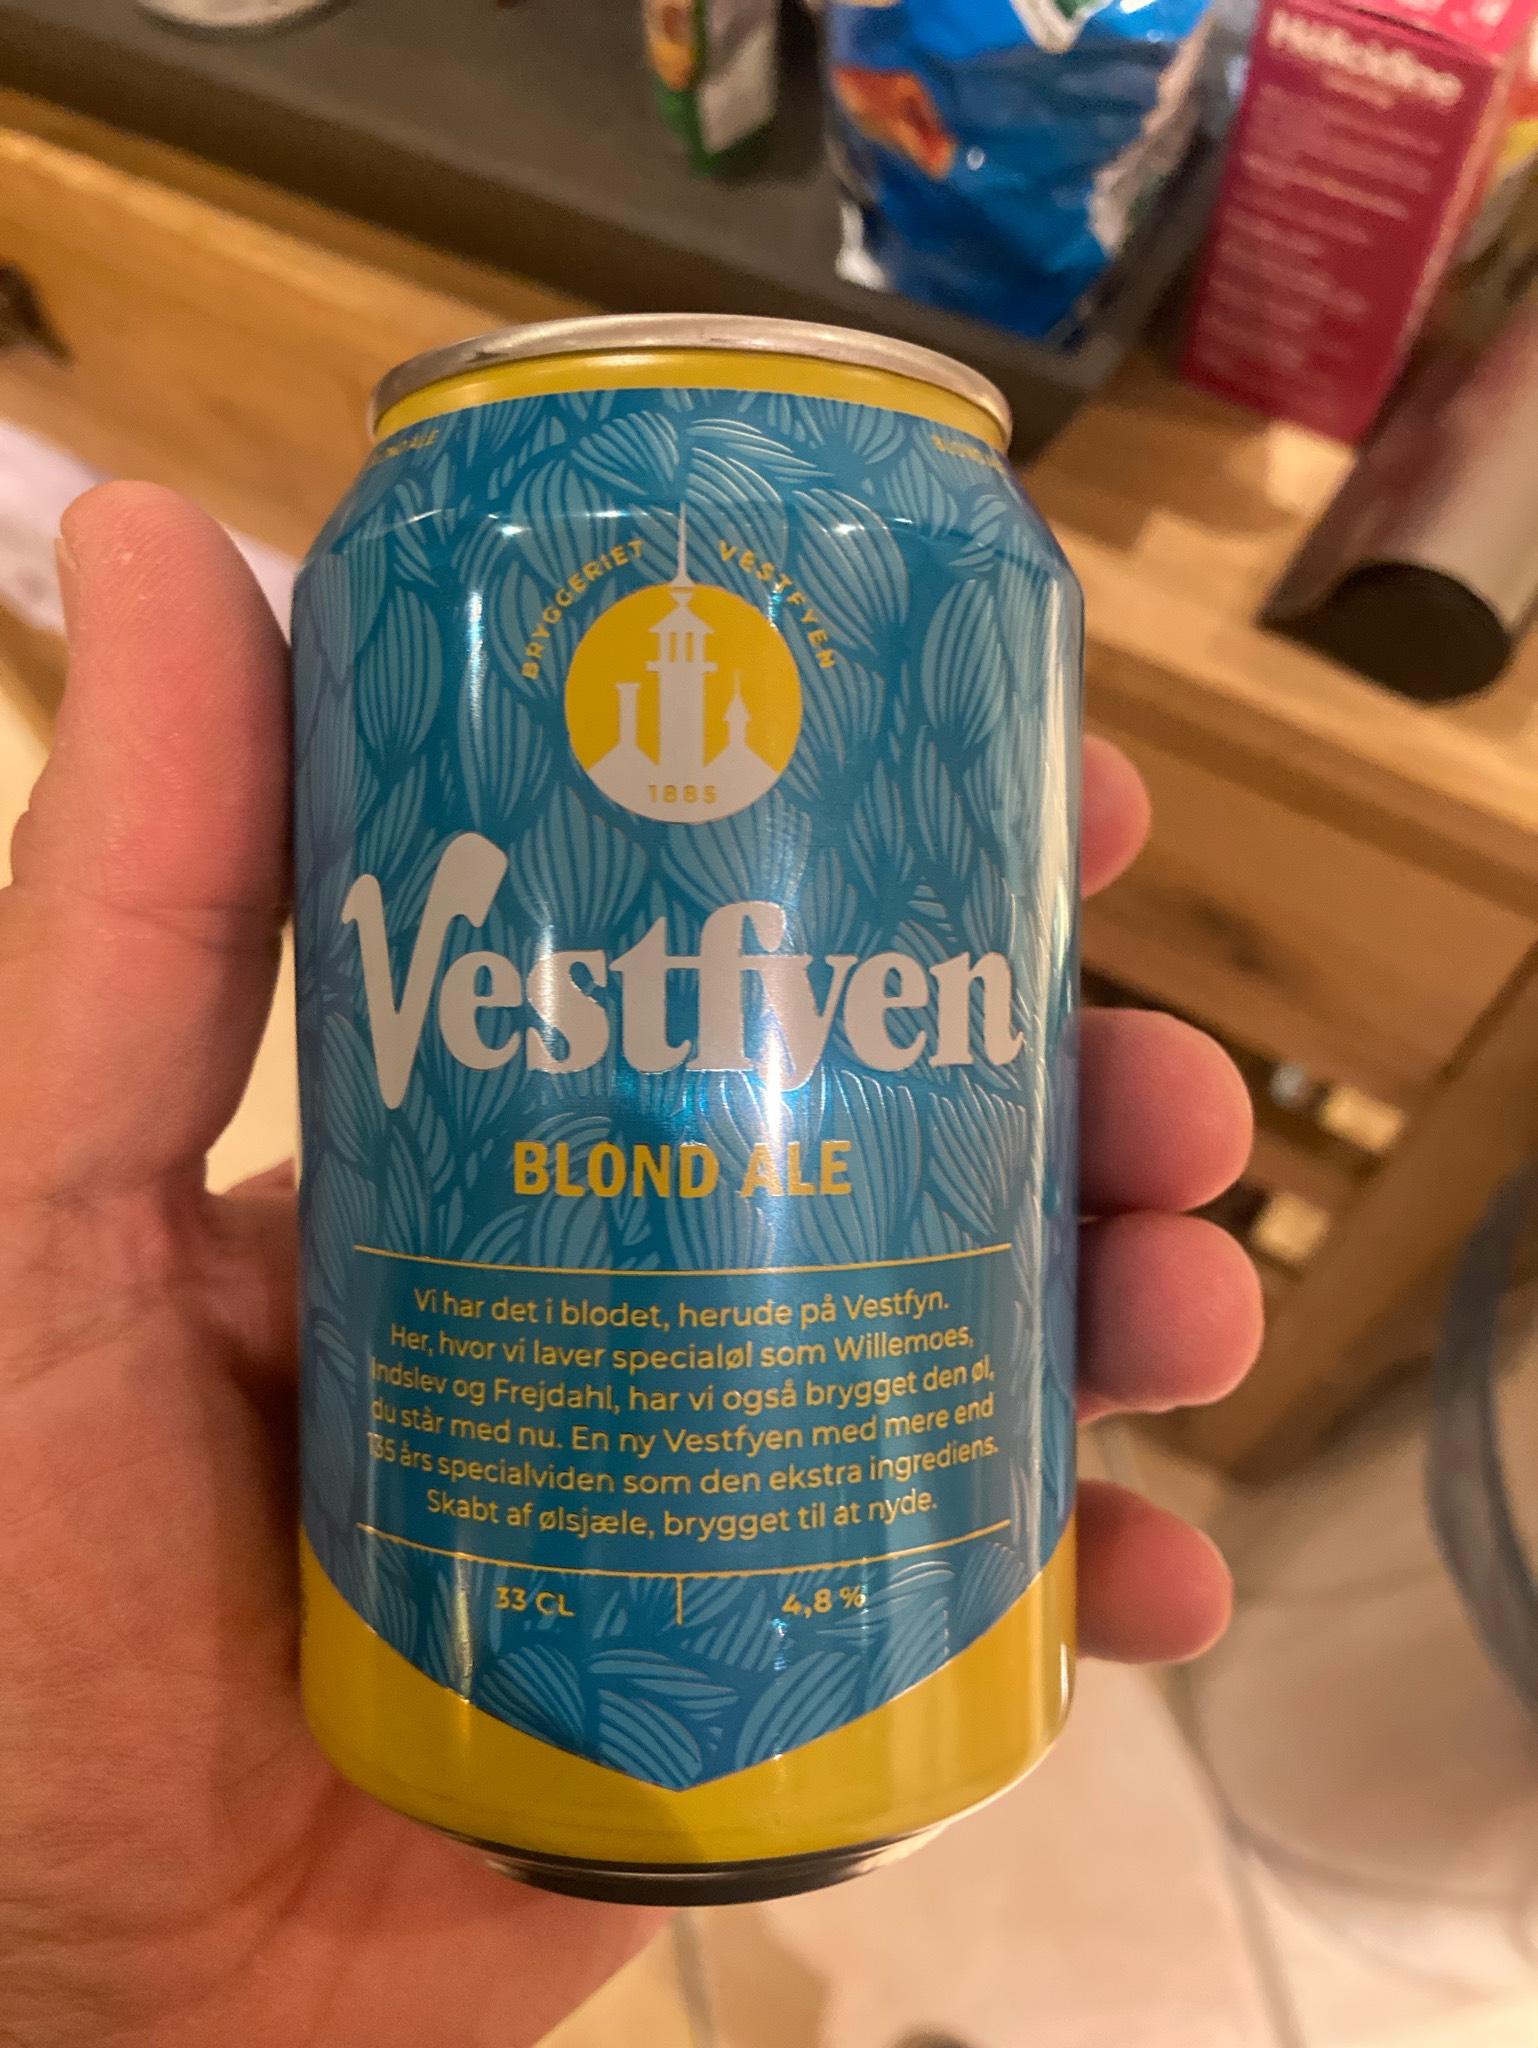 BLOND ALE
BRYGGERIET VESTFYEN
1885
Vestfyen
BLOND ALE
Vi har det i blodet, herude på Vestfyn.
Her, hvor vi laver specialøl som Willemoes,
Indslev og Frejdahl, har vi også brygget den øl,
du står med nu. En ny Vestfyen med mere end
135 års specialviden som den ekstra ingrediens.
Skabt af ølsjæle, brygget til at nyde.
33 CL
4,8 %